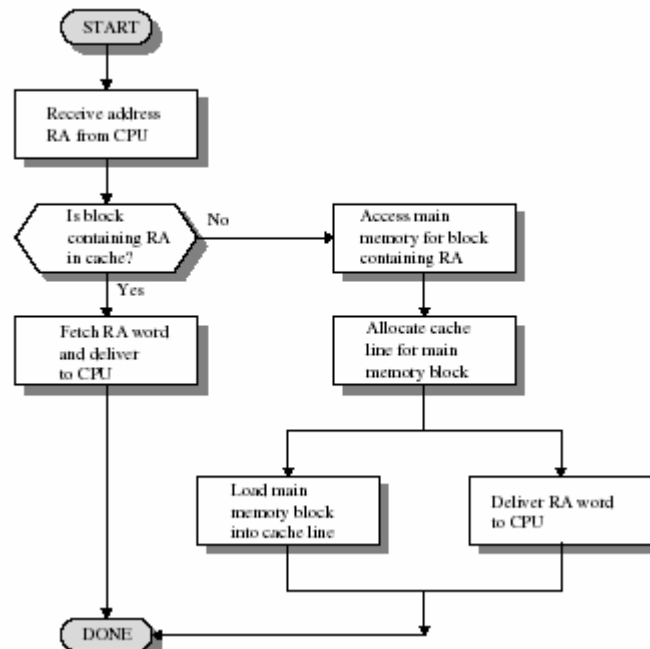 START
Receive address
RA from CPU
Is block
containing RA
in cache?
No
Yes
Access main
memory for block
containing RA
Fetch RA word
and deliver
to CPU
Allocate cache
line for main
memory block
Load main
memory block
into cache line
Deliver RA word
to CPU
DONE